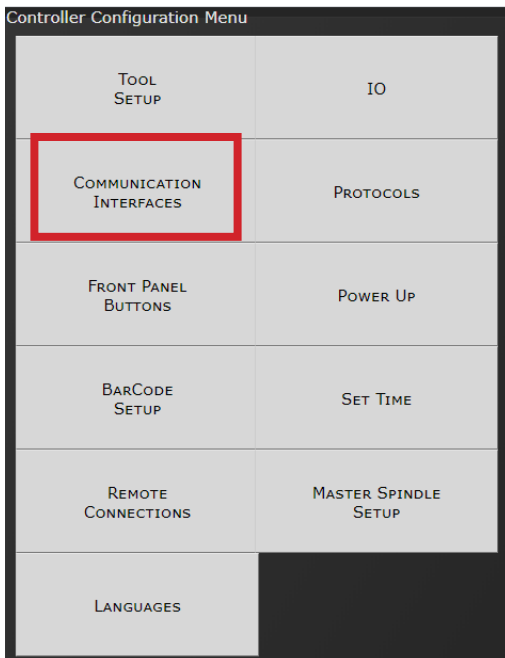 Controller Configuration Menu
Tool
Setup
IO
Communication
Interfaces
Protocols
Front Panel
Buttons
Power Up
BarCode
Setup
Set Time
Remote
Connections
Master Spindle
Setup
Languages